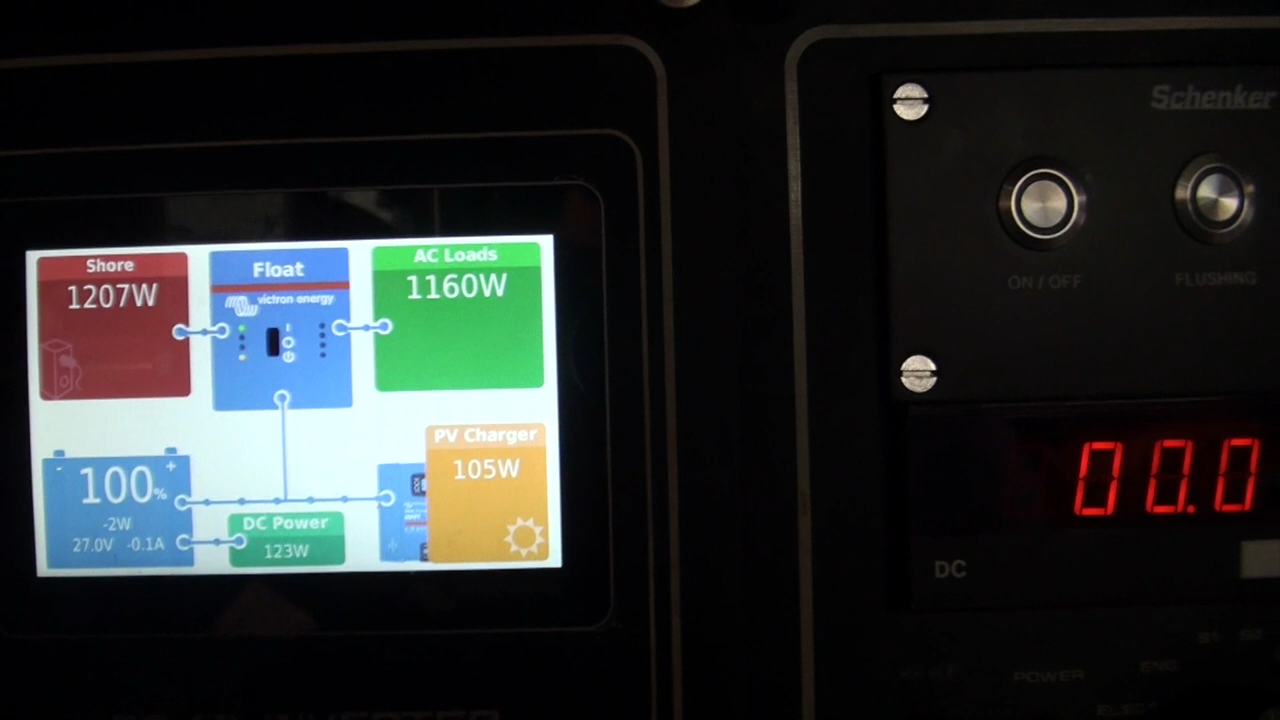 Shore
1207W
Float
victron energy
AC Loads
1160W
100%
-2W
27.0V -0.1A
DC Power
123W
PV Charger
105W
Schenker
ON / OFF
FLUSHING
00.0
DC
POWER
ENG